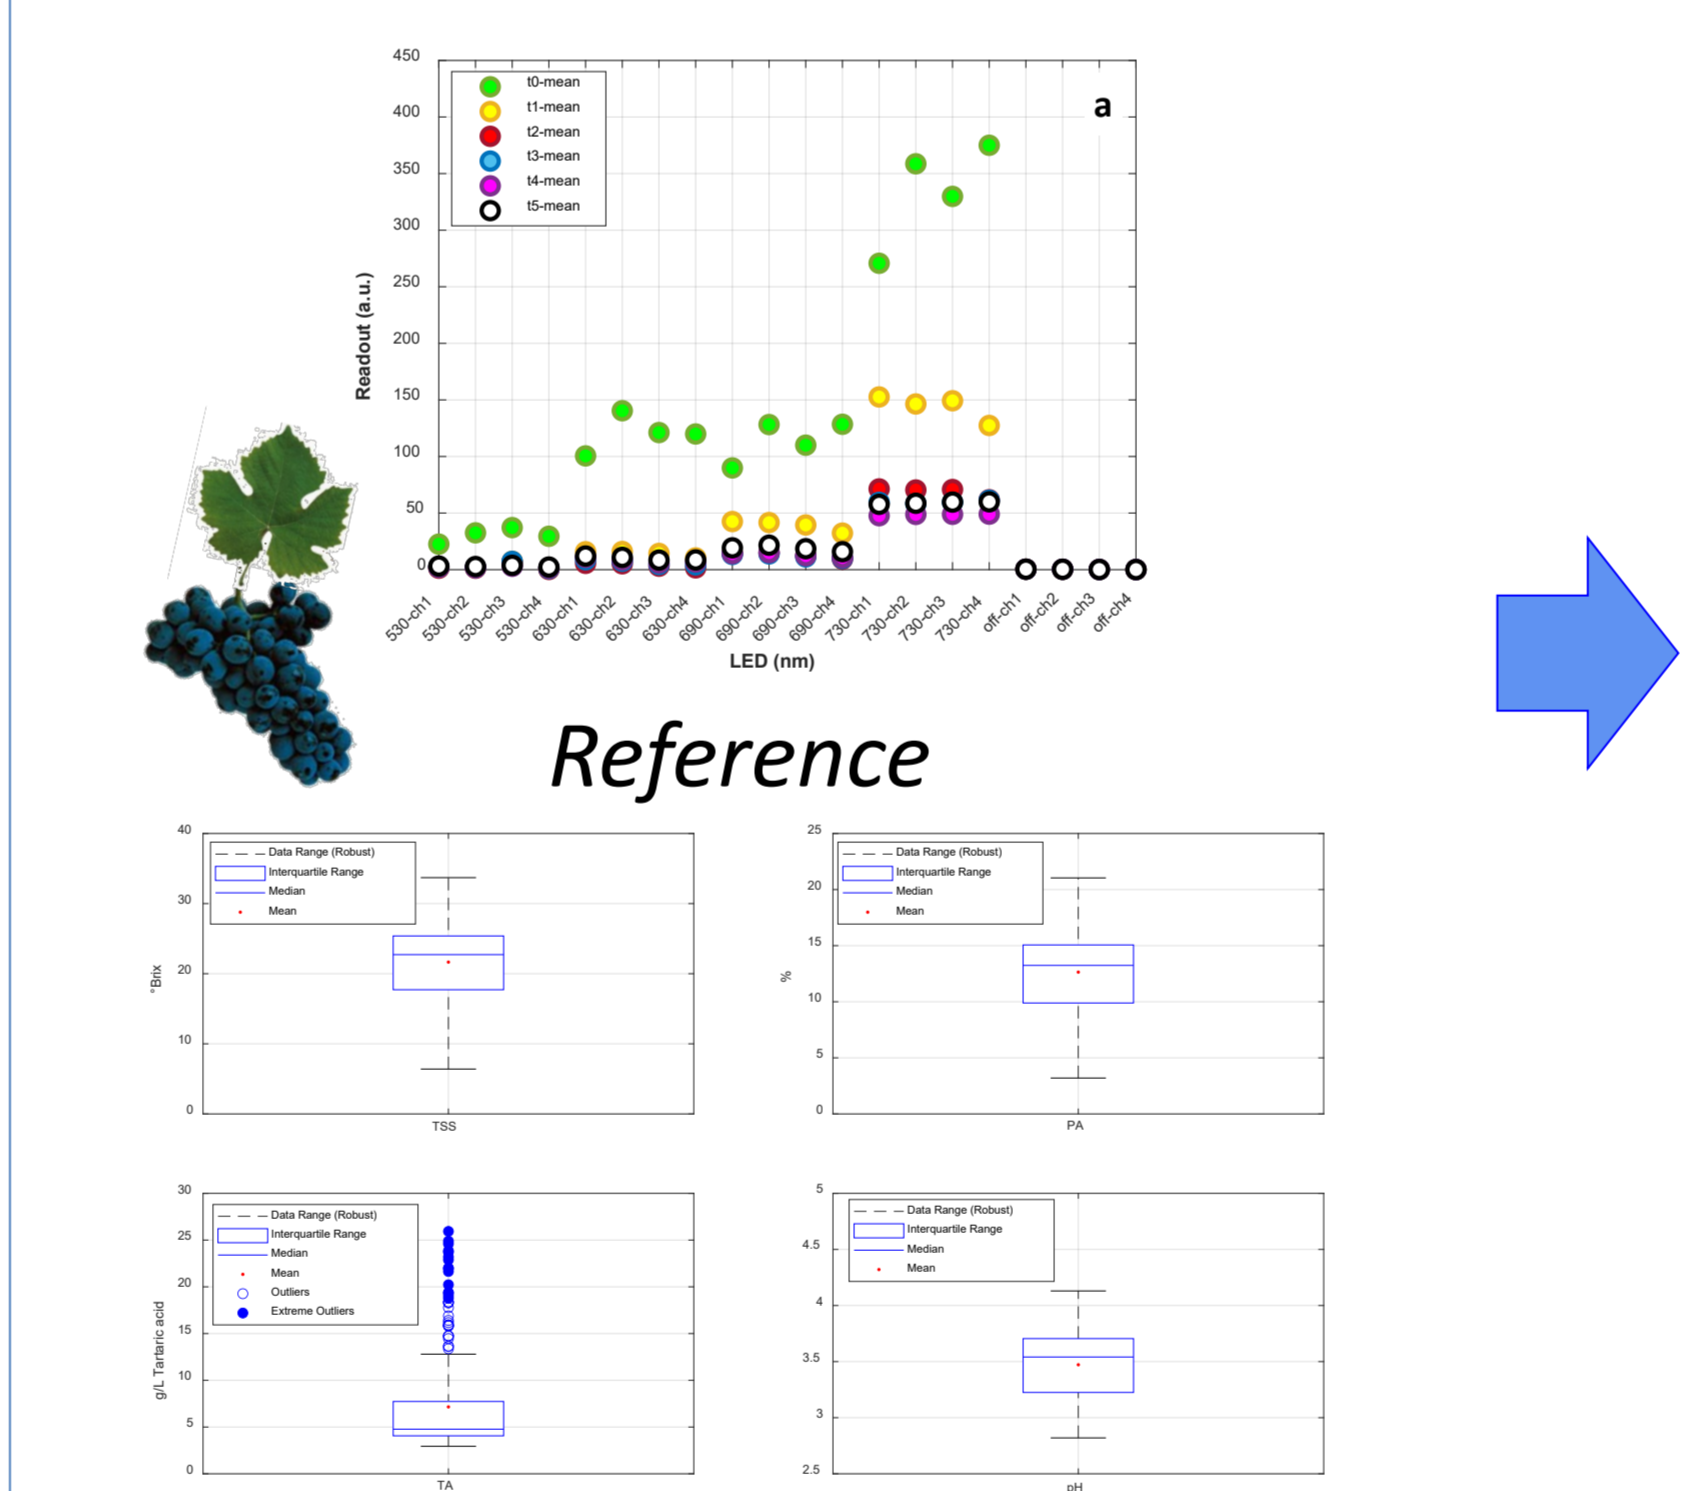 450
400
350
300
250
200
150
100
50
0
Readout (a.u.)
t0-mean
t1-mean
t2-mean
t3-mean
t4-mean
t5-mean
a
530-ch1
530-ch2
530-ch3
530-ch4
630-ch1
630-ch2
630-ch3
630-ch4
690-ch1
690-ch2
690-ch3
690-ch4
730-ch1
730-ch2
730-ch3
730-ch4
off-ch1
off-ch2
off-ch3
off-ch4
LED (nm)
Reference
40
30
20
10
0
°Brix
Data Range (Robust)
Interquartile Range
Median
Mean
TSS
25
20
15
10
5
0
%
Data Range (Robust)
Interquartile Range
Median
Mean
PA
30
25
20
15
10
5
0
g/L Tartaric acid
Data Range (Robust)
Interquartile Range
Median
Mean
Outliers
Extreme Outliers
TA
5
4.5
4
3.5
3
2.5
Data Range (Robust)
Interquartile Range
Median
Mean
pH